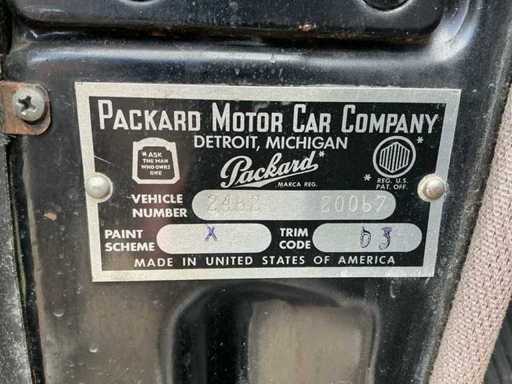 PACKARD MOTOR CAR COMPANY
DETROIT, MICHIGAN
"ASK THE MAN WHO OWNS ONE
Packard
MARCA REG.
REG. U.S. PAT. OFF.
VEHICLE NUMBER 20067
PAINT SCHEME X TRIM CODE 63
MADE IN UNITED STATES OF AMERICA